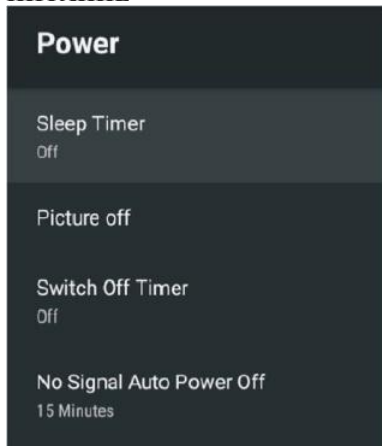 Power
Sleep Timer
Off
Picture off
Switch Off Timer
Off
No Signal Auto Power Off
15 Minutes